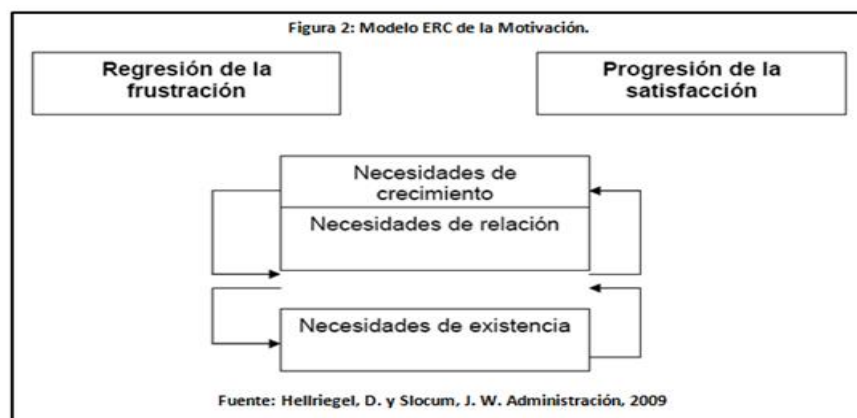 Figura 2: Modelo ERC de la Motivación.
Regresión de la
frustración
Progresión de la
satisfacción
Necesidades de
crecimiento
Necesidades de relación
Necesidades de existencia
Fuente: Hellriegel, D. y Slocum, J. W. Administración, 2009